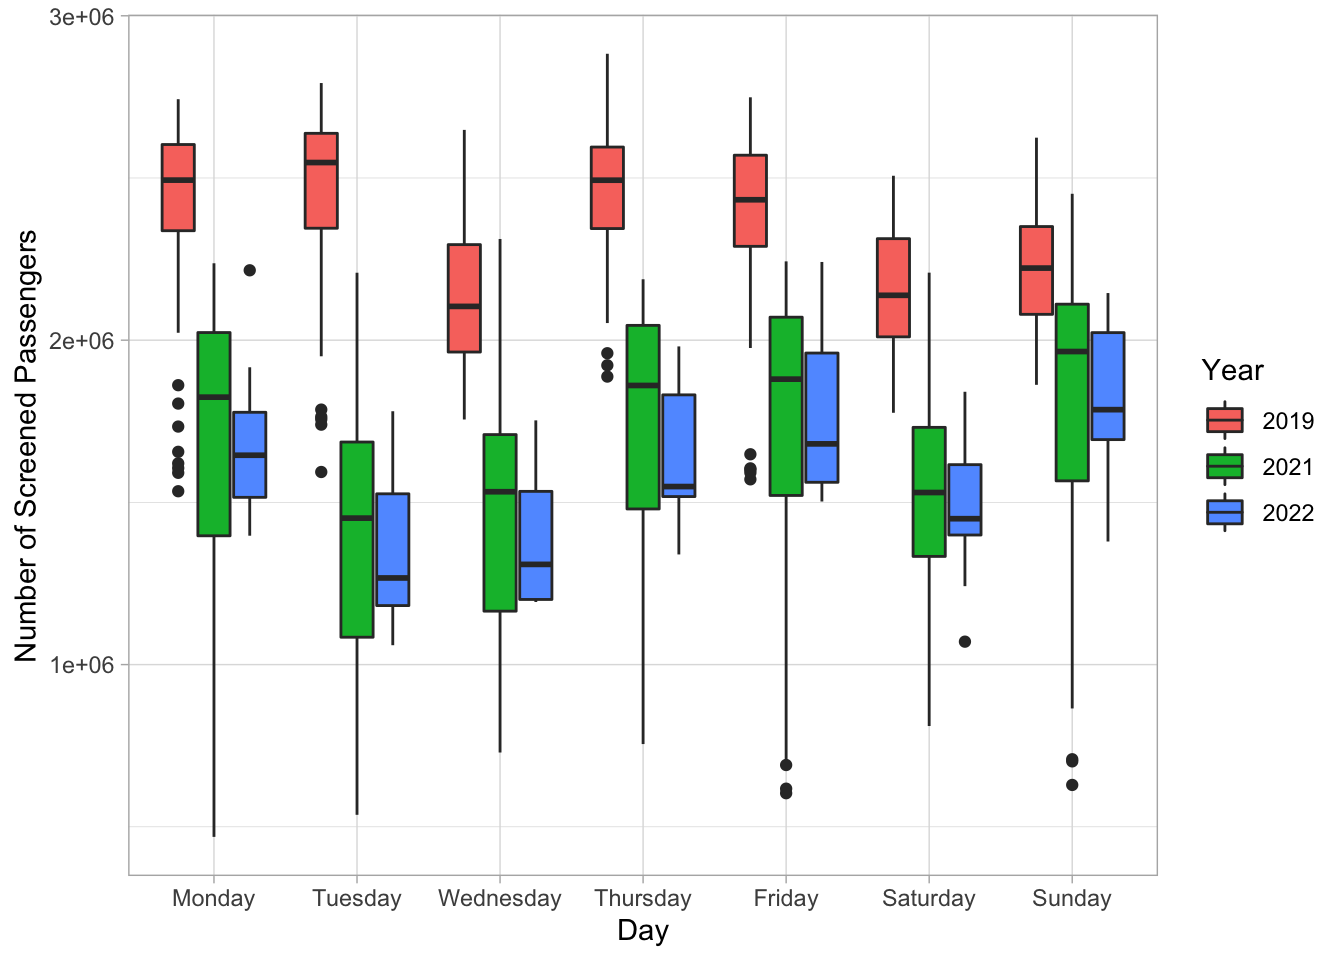 3e+06
2e+06
1e+06
Number of Screened Passengers
Monday Tuesday Wednesday Thursday Friday Saturday Sunday
Day
Year
2019
2021
2022